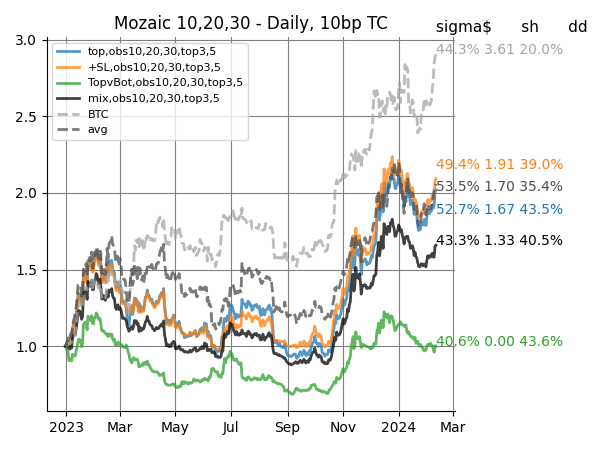 Mozaic 10,20,30 - Daily, 10bp TC
sigma$ sh dd
3.0
2.5
2.0
1.5
1.0
top,obs10,20,30,top3,5
+SL,obs10,20,30,top3,5
TopvBot,obs10,20,30,top3,5
mix,obs10,20,30,top3,5
BTC
avg
44.3% 3.61 20.0%
49.4% 1.91 39.0%
53.5% 1.70 35.4%
52.7% 1.67 43.5%
43.3% 1.33 40.5%
40.6% 0.00 43.6%
2023 Mar May Jul Sep Nov 2024 Mar